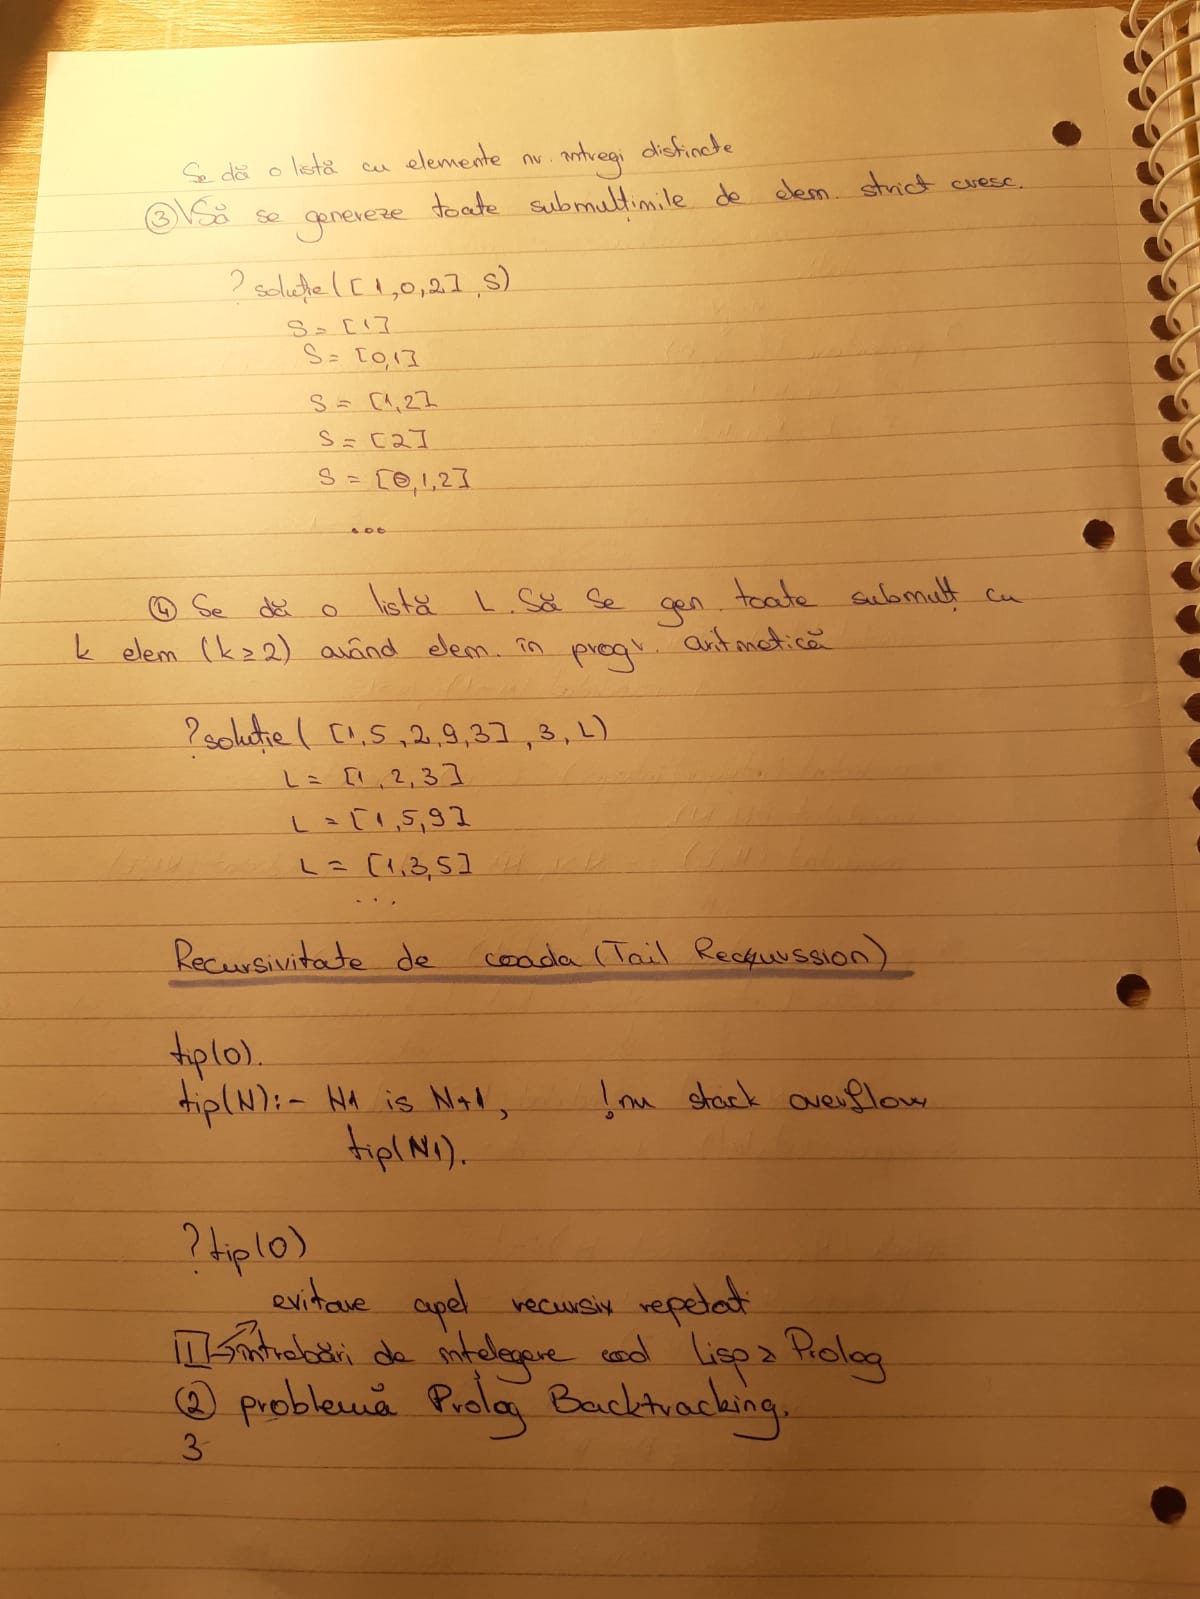 Se dă o listă cu elemente nr. întregi distincte
③ Să se genereze toate submulțimile de elem. strict cresc.
? soluție([1,0,2], S)
S = [1]
S = [0,1]
S = [1,2]
S = [2]
S = [0,1,2]
...
④ Se dă o listă L. Să se gen. toate submulț cu
k elem (k≥2) având elem. în progr. aritmetică
? soluție( [1,5,2,9,3], 3, L)
L = [1,2,3]
L = [1,5,9]
L = [1,3,5]
...
Recursivitate de coada (Tail Recquvssion)
tip(0).
tip(N):- N1 is N+1, ! nu stack overflow
tip(N1).
? tip(0)
evitare apel recursiv repetat
1 → întrebări de înțelegere cod Lisp Prolog
② problemă Prolog Backtracking.
3